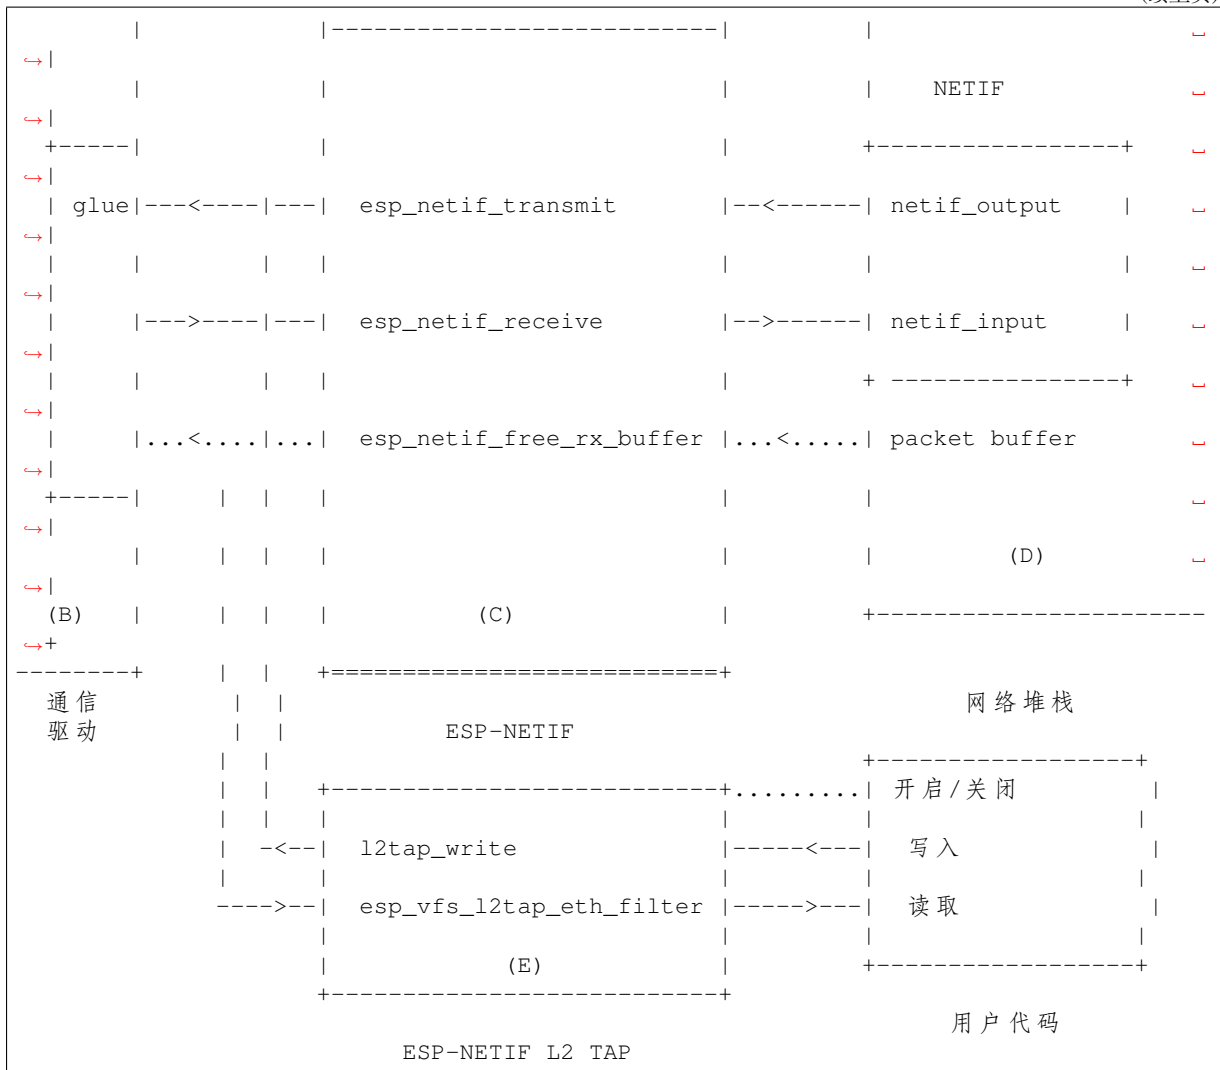 |            |---------------------------|         |                      ␣
↪|
|            |                           |         |    NETIF             ␣
↪|
+-----|            |                           |         +-----------------+    ␣
↪|
| glue|---<----|---|  esp_netif_transmit       |--<------| netif_output    |    ␣
↪|
|     |        |   |                           |         |                 |    ␣
↪|
|     |--->----|---|  esp_netif_receive        |-->------| netif_input     |    ␣
↪|
|     |        |   |                           |         + ----------------+    ␣
↪|
|     |...<....|...|  esp_netif_free_rx_buffer |...<.....| packet buffer        ␣
↪|
+-----|     |  |   |                           |         |                      ␣
↪|
|     |  |   |                           |         |         (D)          ␣
↪|
(B)   |     |  |   |          (C)              |         +-----------------------
↪+
--------+     |  |   +===========================+
通信         |  |                                               网络堆栈
驱动         |  |           ESP-NETIF
|  |                                         +------------------+
|  |   +---------------------------+.........| 开启/关闭         |
|  |   |                           |         |                  |
|  -<--|  l2tap_write              |-----<---|  写入             |
|      |                           |         |                  |
---->--|  esp_vfs_l2tap_eth_filter |----->---|  读取             |
|                           |         |                  |
|            (E)            |         +------------------+
+---------------------------+
用户代码
ESP-NETIF L2 TAP